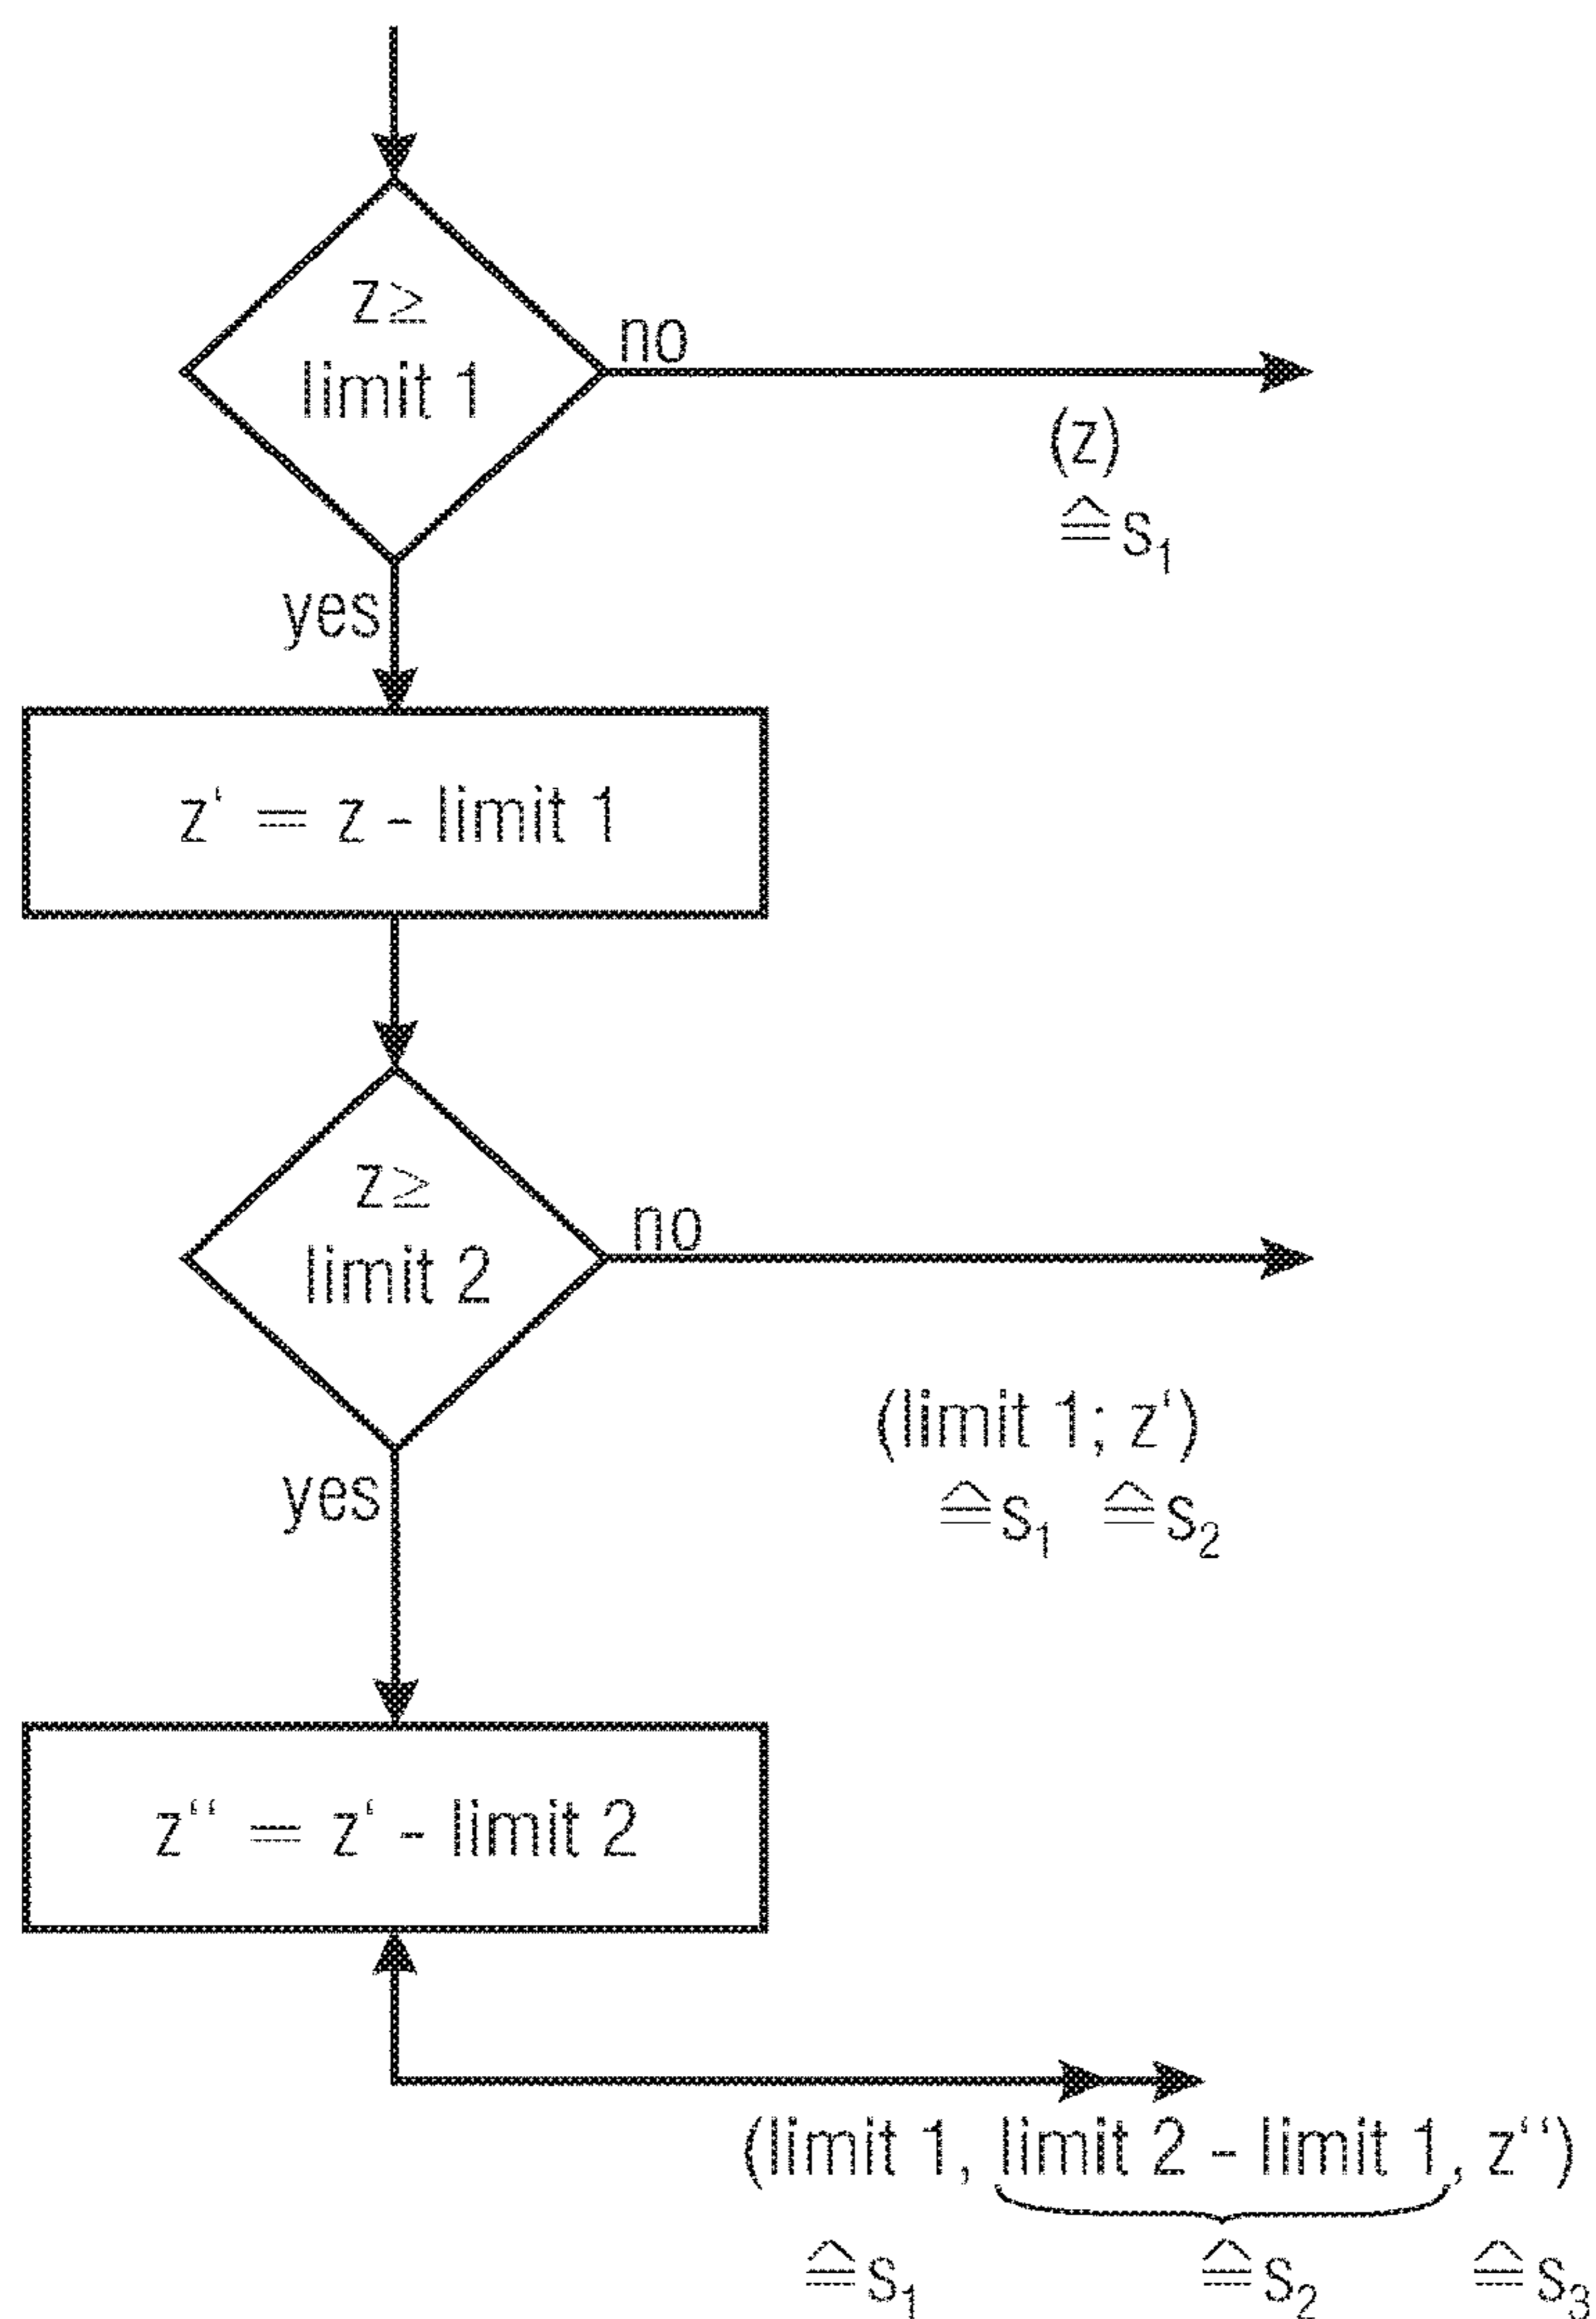 z≥
limit 1
no
(z)
≙s₁
yes
z‘ = z - limit 1
z≥
limit 2
no
(limit 1; z‘)
≙s₁ ≙s₂
yes
z‘‘ = z‘ - limit 2
(limit 1, limit 2 - limit 1, z‘‘)
≙s₁ ≙s₂ ≙s₃